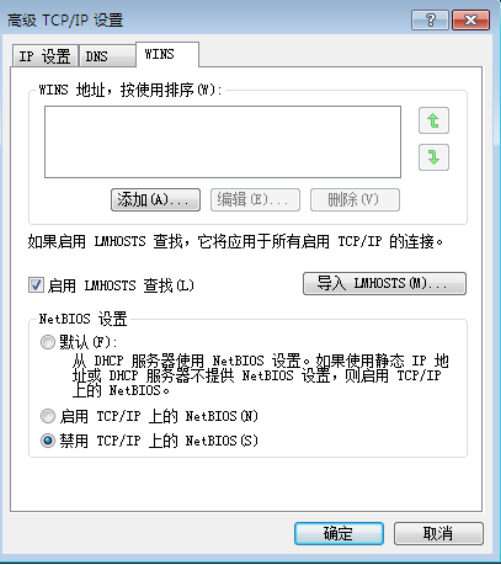 高级 TCP/IP 设置
IP 设置 DNS WINS
WINS 地址，按使用排序(W):
添加(A)... 编辑(E)... 删除(V)
如果启用 LMHOSTS 查找，它将应用于所有启用 TCP/IP 的连接。
启用 LMHOSTS 查找(L) 导入 LMHOSTS(M)...
NetBIOS 设置
默认(F):
从 DHCP 服务器使用 NetBIOS 设置。如果使用静态 IP 地
址或 DHCP 服务器不提供 NetBIOS 设置，则启用 TCP/IP
上的 NetBIOS。
启用 TCP/IP 上的 NetBIOS(N)
禁用 TCP/IP 上的 NetBIOS(S)
确定 取消